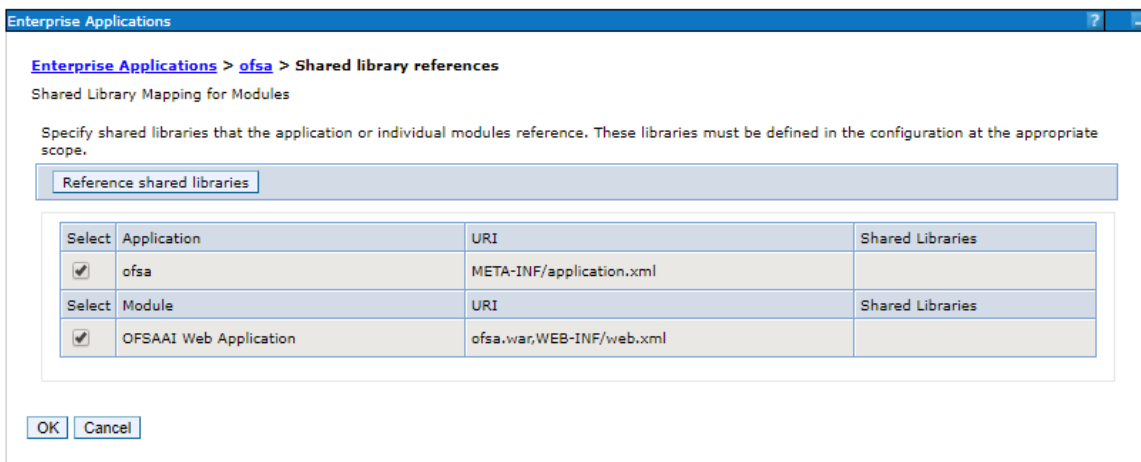 Enterprise Applications ?
Enterprise Applications > ofsa > Shared library references
Shared Library Mapping for Modules
Specify shared libraries that the application or individual modules reference. These libraries must be defined in the configuration at the appropriate
scope.
Reference shared libraries
Select Application URI Shared Libraries
ofsa META-INF/application.xml
Select Module URI Shared Libraries
OFSAAI Web Application ofsa.war,WEB-INF/web.xml
OK Cancel